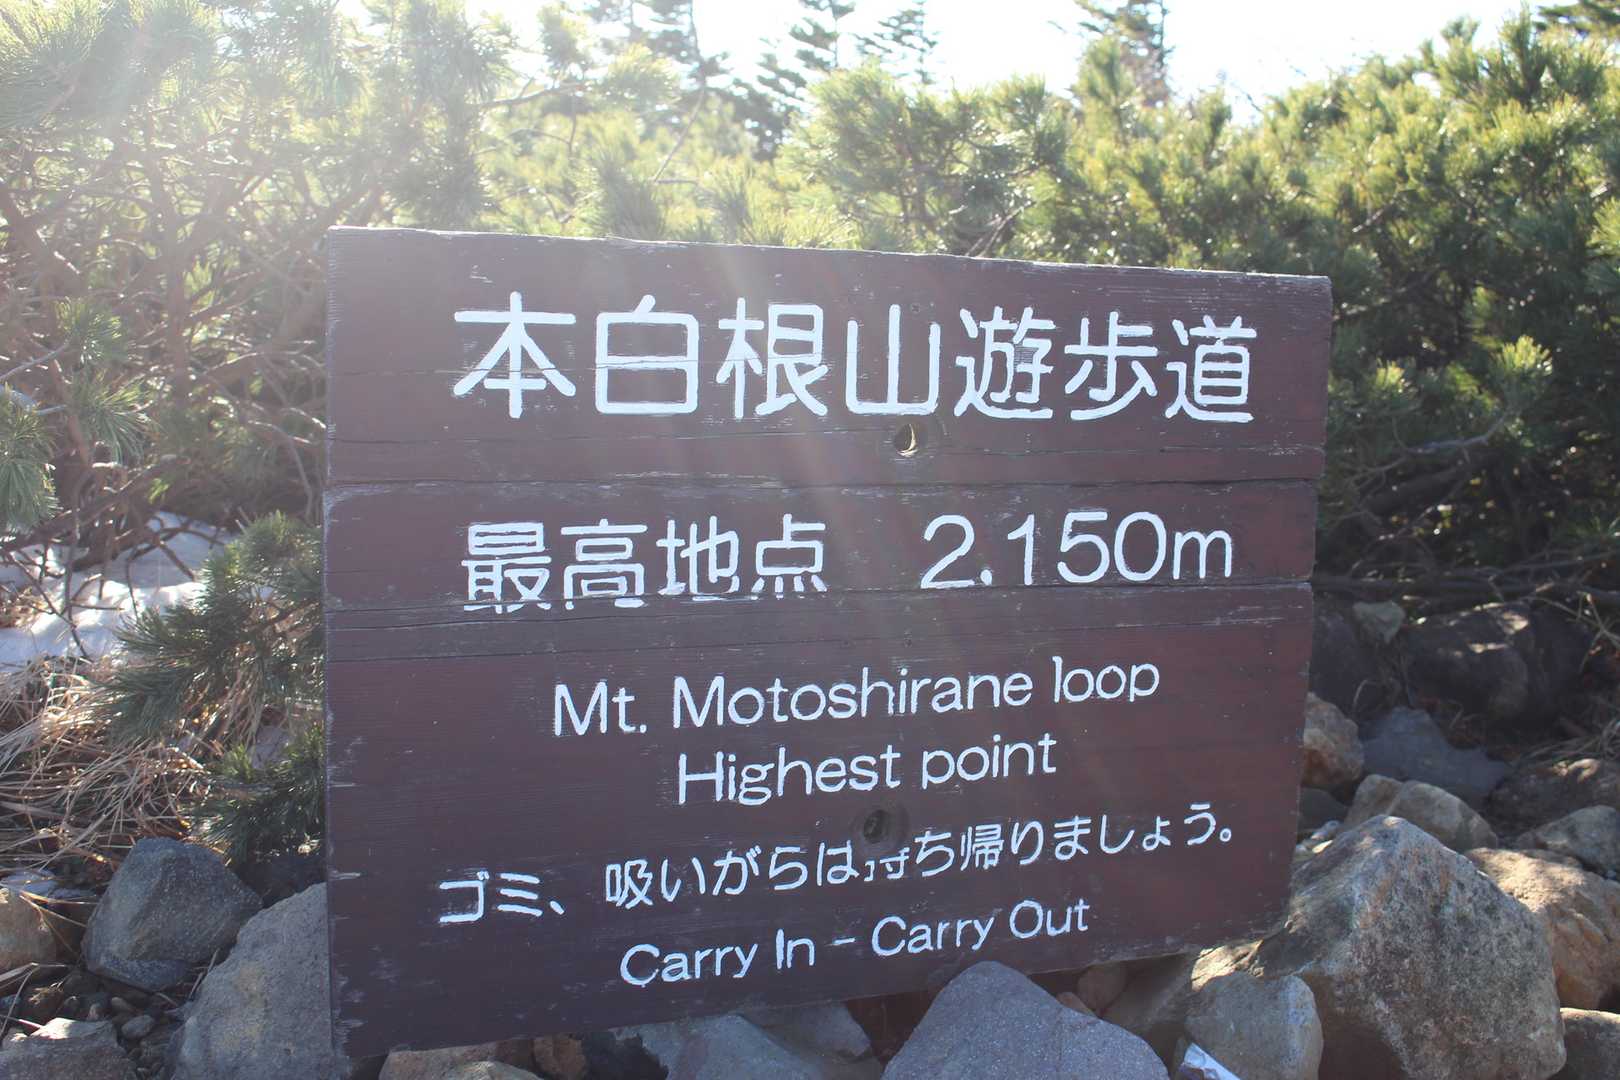 本白根山遊歩道
最高地点 2.150m
Mt. Motoshirane loop
Highest point
ゴミ、吸いがらは持ち帰りましょう。
Carry In - Carry Out